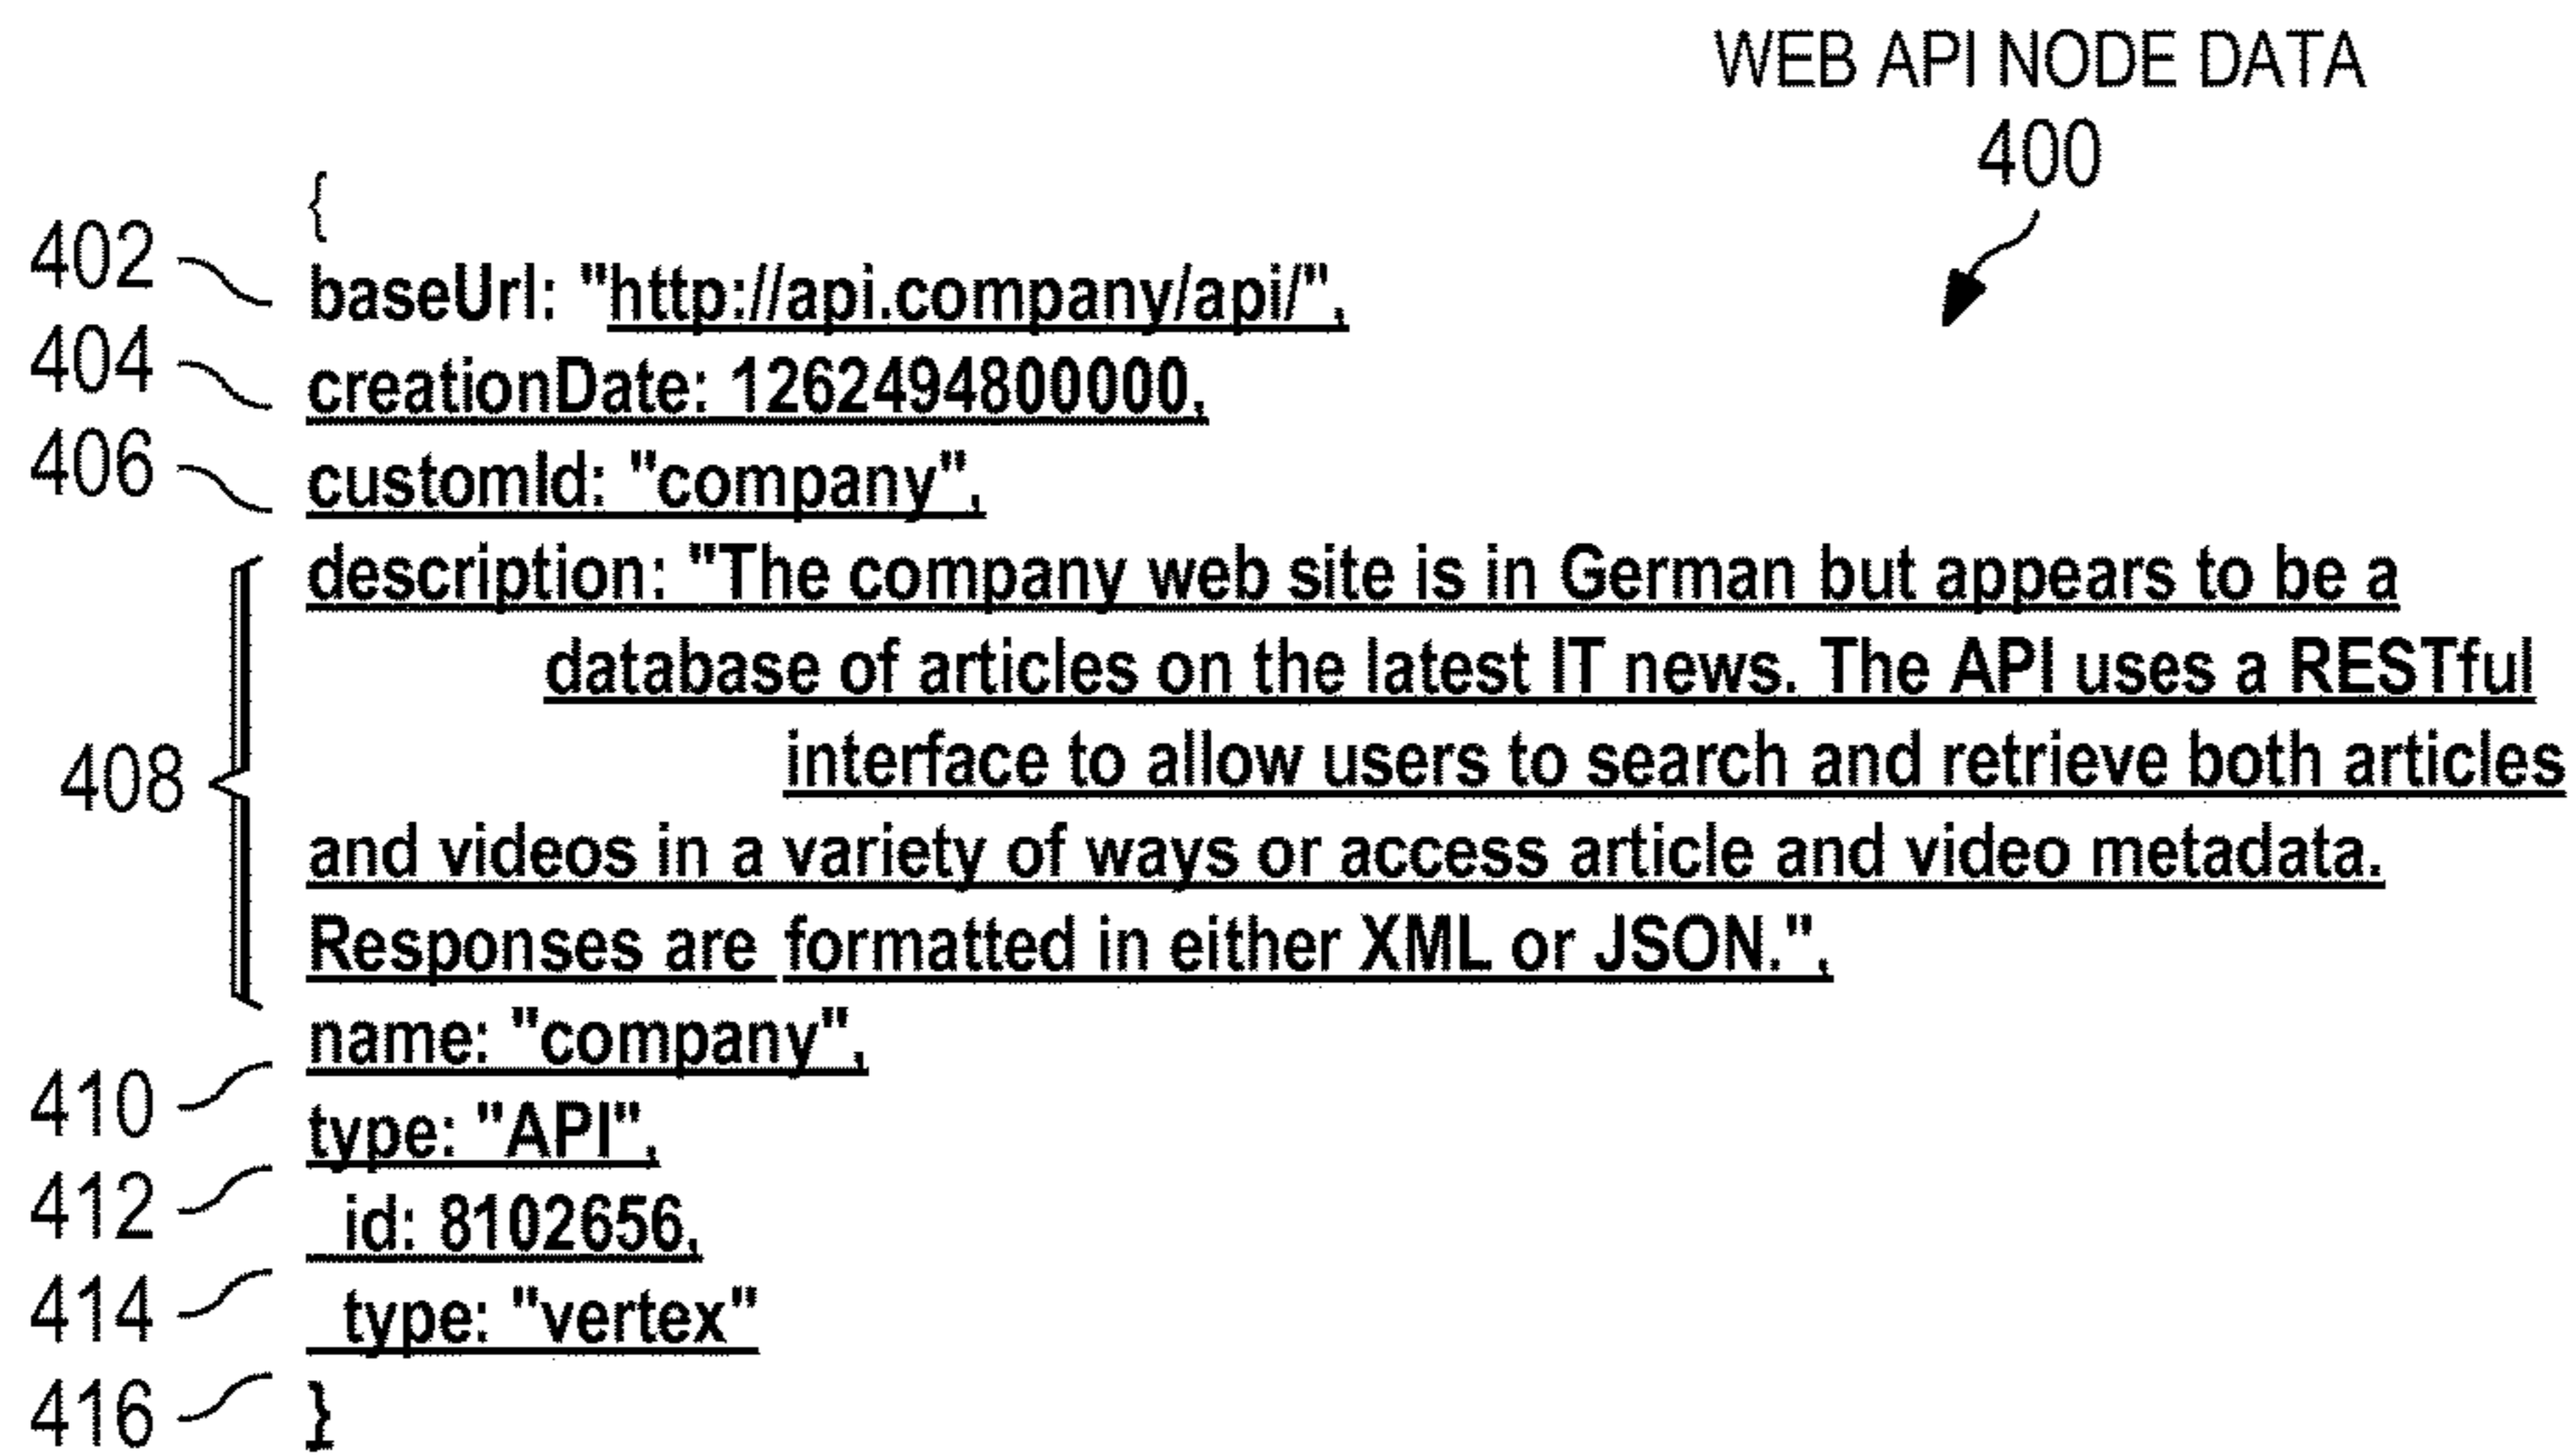 WEB API NODE DATA
400
{
402 baseUrl: "http://api.company/api/",
404 creationDate: 1262494800000,
406 customId: "company",
408 description: "The company web site is in German but appears to be a
database of articles on the latest IT news. The API uses a RESTful
interface to allow users to search and retrieve both articles
and videos in a variety of ways or access article and video metadata.
Responses are formatted in either XML or JSON.",
410 name: "company",
412 type: "API",
414 id: 8102656,
416 type: "vertex"
}